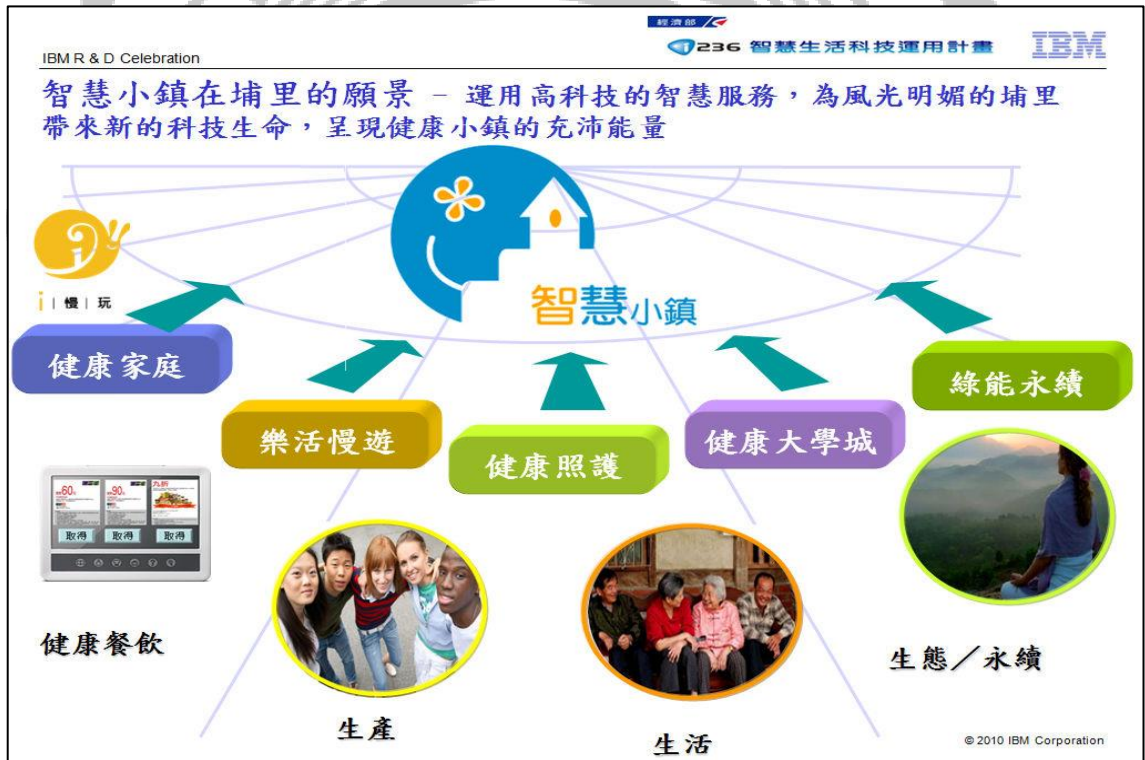 經濟部
i236 智慧生活科技運用計畫
IBM
IBM R & D Celebration
智慧小鎮在埔里的願景 – 運用高科技的智慧服務，為風光明媚的埔里
帶來新的科技生命，呈現健康小鎮的充沛能量
i | 慢 | 玩
智慧小鎮
健康家庭
樂活慢遊
健康照護
健康大學城
綠能永續
60
90
九折
取得 取得 取得
健康餐飲
生產
生活
生態／永續
© 2010 IBM Corporation